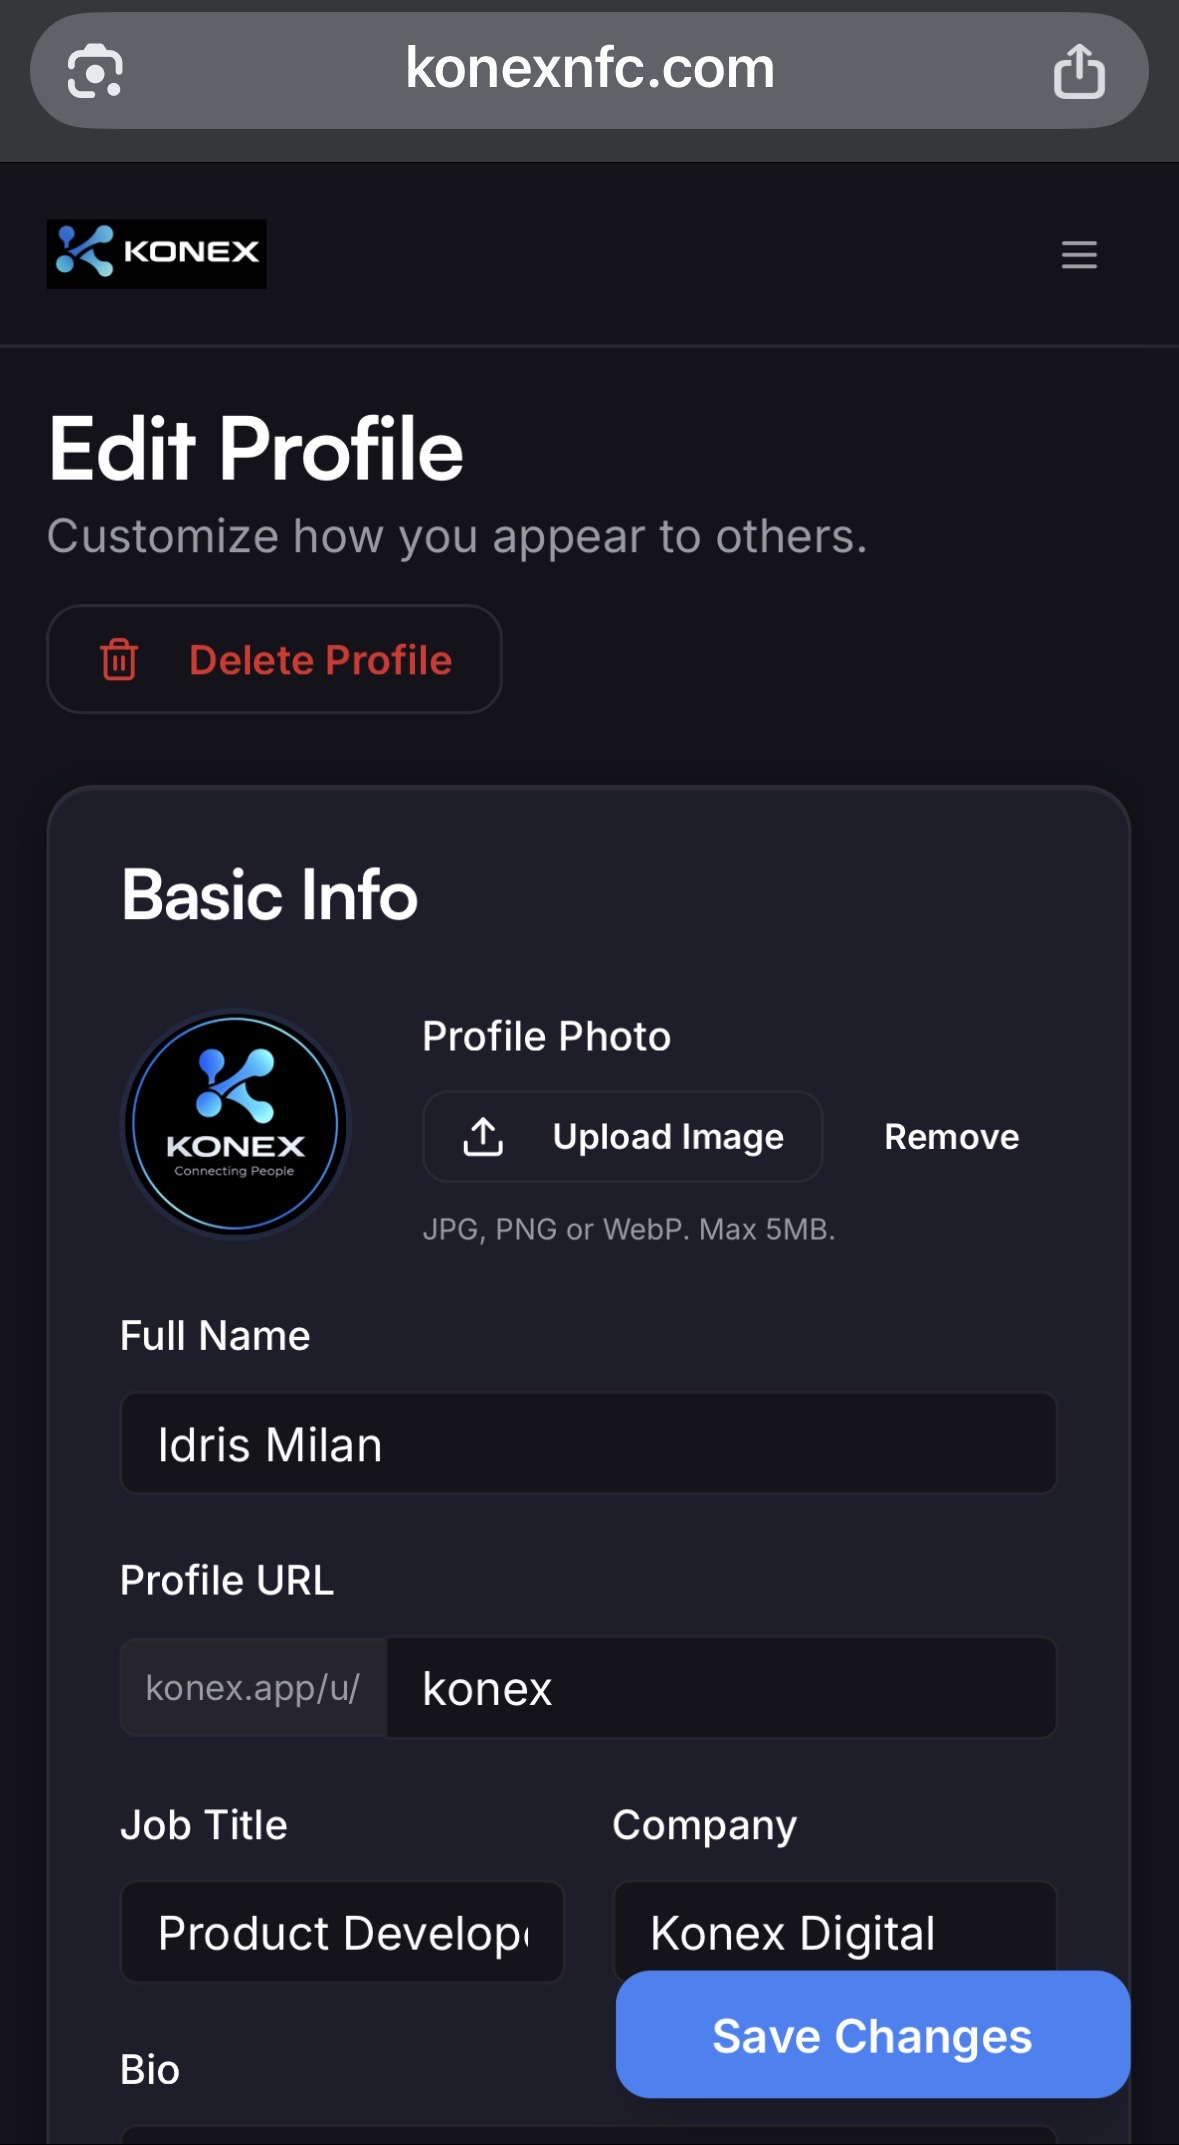 konexnfc.com
KONEX
Edit Profile
Customize how you appear to others.
Delete Profile
Basic Info
Profile Photo
Upload Image
Remove
JPG, PNG or WebP. Max 5MB.
KONEX
Connecting People
Full Name
Idris Milan
Profile URL
konex.app/u/ konex
Job Title
Company
Product
Konex Digital
Save Changes
Bio